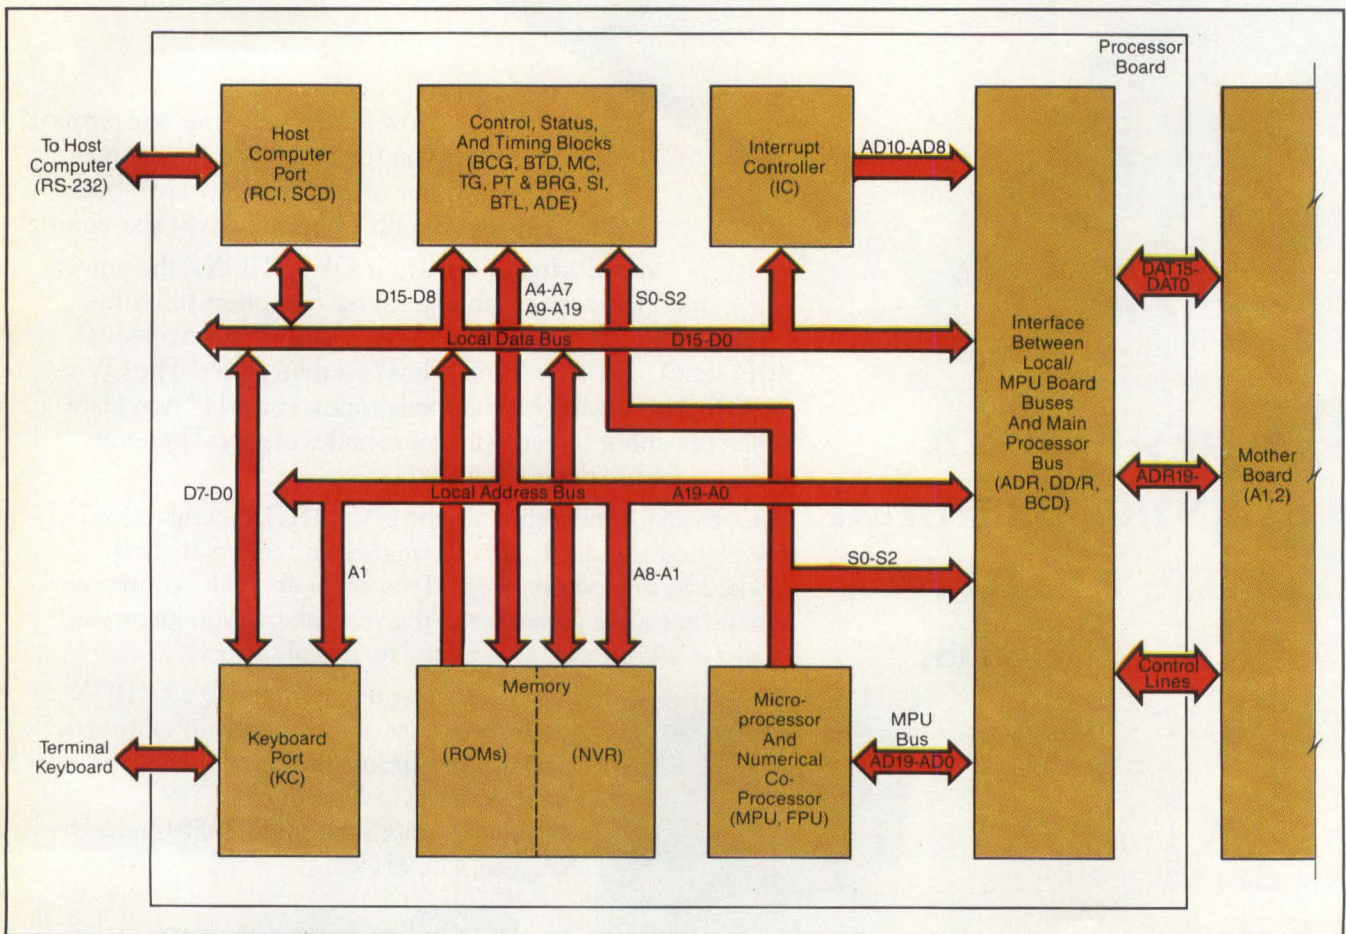 Processor
Board
To Host
Computer
(RS-232)
Host
Computer
Port
(RCI, SCD)
Control, Status,
And Timing Blocks
(BCG, BTD, MC,
TG, PT & BRG, SI,
BTL, ADE)
Interrupt
Controller
(IC)
AD10-AD8
D15-D8
A4-A7
A9-A19
S0-S2
DAT15-
DAT0
Local Data Bus
D15-D0
Interface
Between
Local/
MPU Board
Buses
And Main
Processor
Bus
(ADR, DD/R,
BCD)
Mother
Board
(A1,2)
D7-D0
Local Address Bus
A19-A0
ADR19-
A1
A8-A1
S0-S2
Control
Lines
Terminal
Keyboard
Keyboard
Port
(KC)
Memory
(ROMs)
(NVR)
Micro-
processor
And
Numerical
Co-
Processor
(MPU, FPU)
MPU
Bus
AD19-AD0